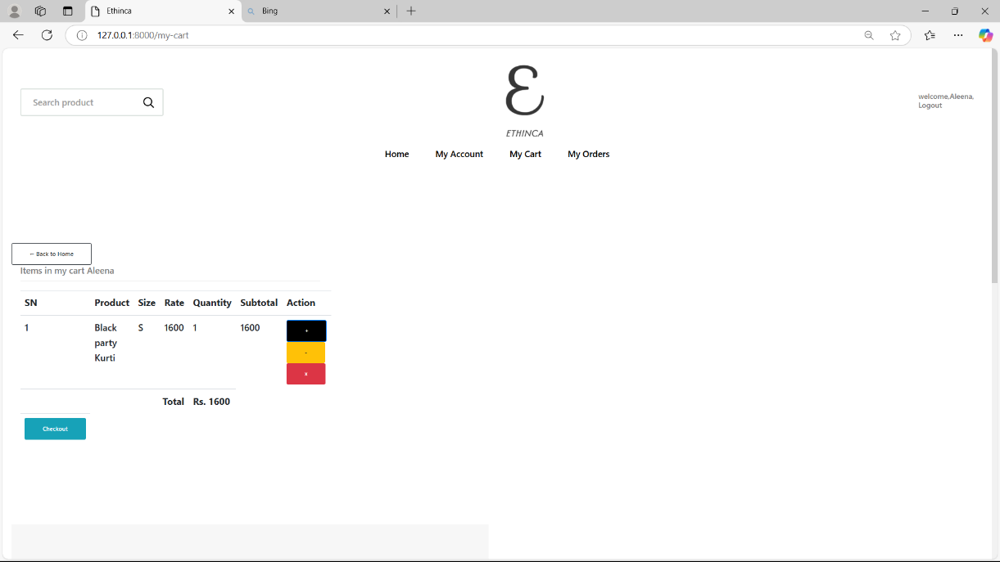 Ethinca
Bing
127.0.0.1:8000/my-cart
Search product
ETHINCA
welcome,Aleena,
Logout
Home My Account My Cart My Orders
← Back to Home
Items in my cart Aleena
SN Product Size Rate Quantity Subtotal Action
1 Black party Kurti S 1600 1 1600 +
-
x
Total Rs. 1600
Checkout